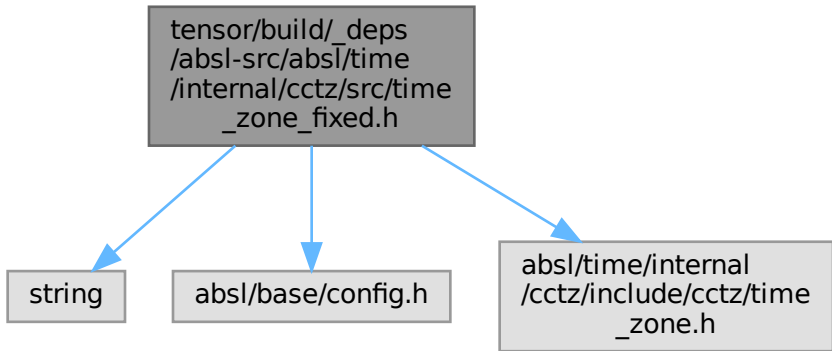 tensor/build/_deps
/absl-src/absl/time
/internal/cctz/src/time
_zone_fixed.h
string
absl/base/config.h
absl/time/internal
/cctz/include/cctz/time
_zone.h